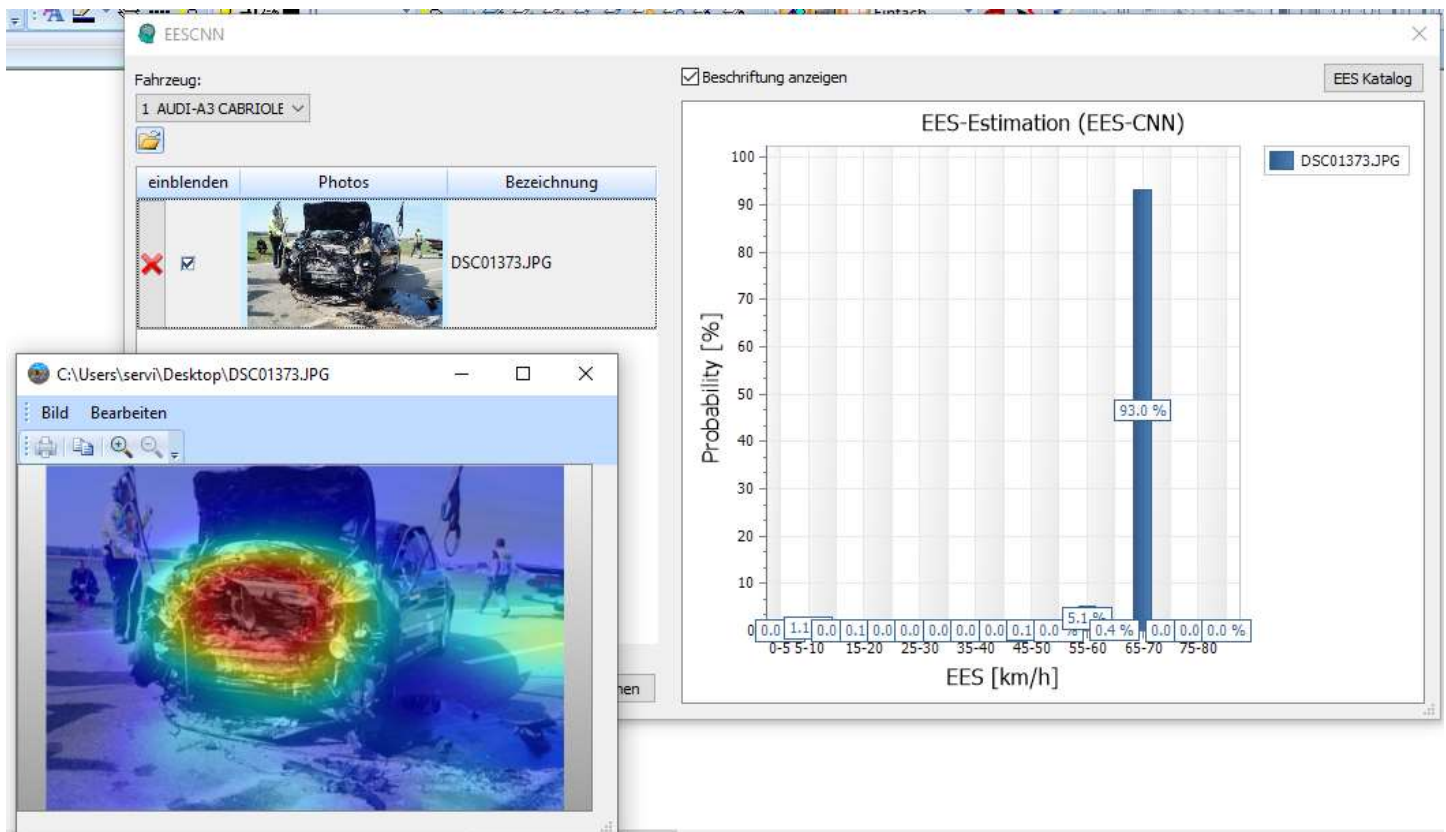 Einfach
EESCNN
Fahrzeug:
1 AUDI-A3 CABRIOLE
Beschriftung anzeigen
EES Katalog
einblenden Photos Bezeichnung
DSC01373.JPG
C:\Users\servi\Desktop\DSC01373.JPG
Bild Bearbeiten
nen
EES-Estimation (EES-CNN)
DSC01373.JPG
Probability [%]
100
90
80
70
60
50
40
30
20
10
0
93.0 %
5.1 %
0.0 1.1 0.0 0.1 0.0 0.0 0.0 0.0 0.0 0.1 0.0 % 0.4 % 0.0 0.0 0.0 %
0-5 5-10 15-20 25-30 35-40 45-50 55-60 65-70 75-80
EES [km/h]